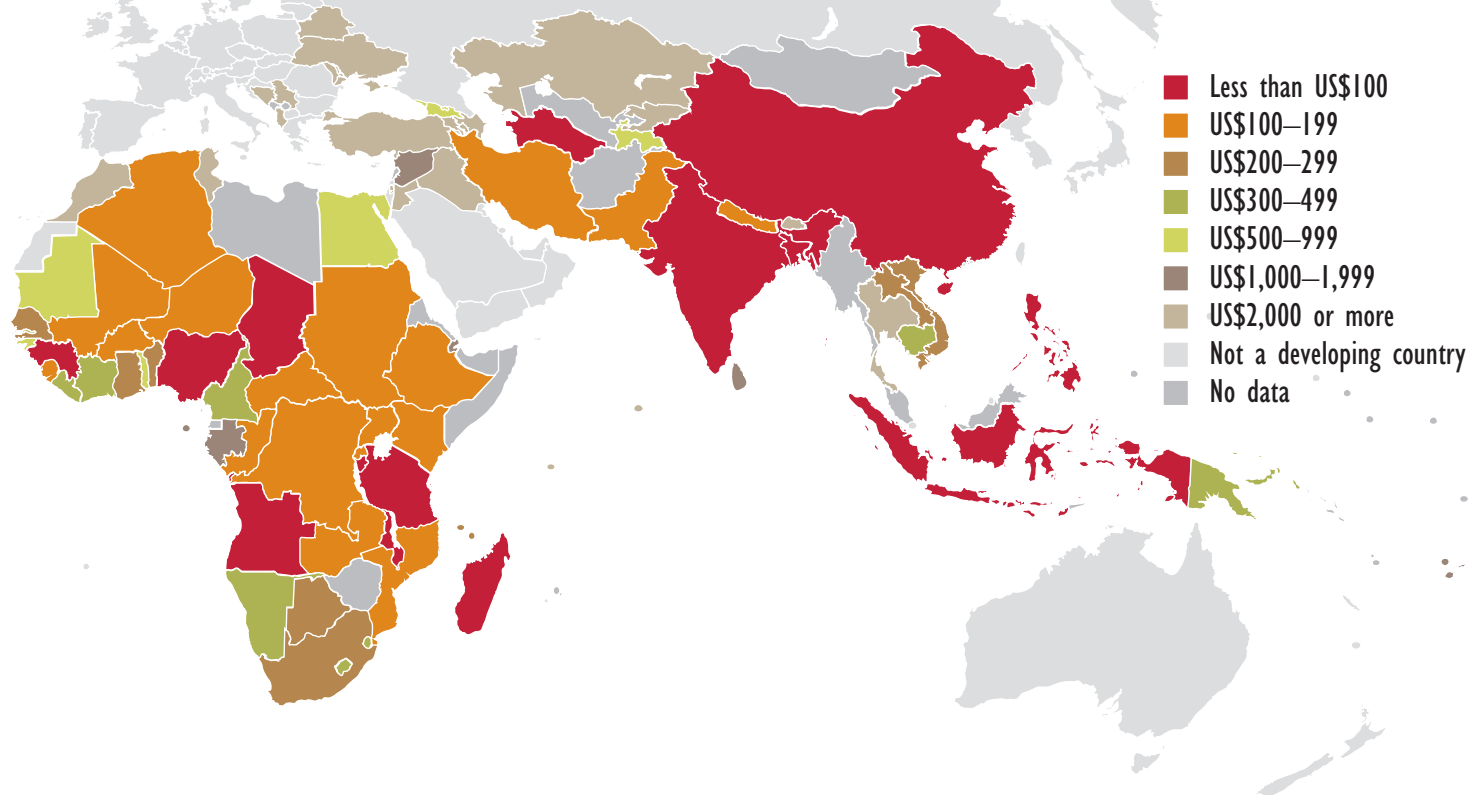 Less than US$100
US$100–199
US$200–299
US$300–499
US$500–999
US$1,000–1,999
US$2,000 or more
Not a developing country
No data